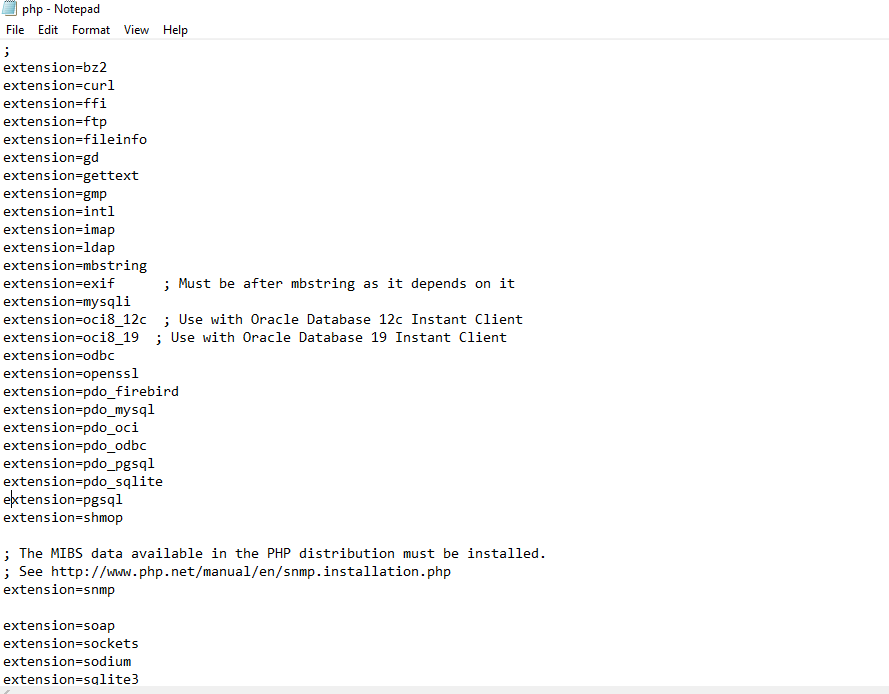 php - Notepad
File Edit Format View Help
;
extension=bz2
extension=curl
extension=ffi
extension=ftp
extension=fileinfo
extension=gd
extension=gettext
extension=gmp
extension=intl
extension=imap
extension=ldap
extension=mbstring
extension=exif      ; Must be after mbstring as it depends on it
extension=mysqli
extension=oci8_12c  ; Use with Oracle Database 12c Instant Client
extension=oci8_19  ; Use with Oracle Database 19 Instant Client
extension=odbc
extension=openssl
extension=pdo_firebird
extension=pdo_mysql
extension=pdo_oci
extension=pdo_odbc
extension=pdo_pgsql
extension=pdo_sqlite
extension=pgsql
extension=shmop
; The MIBS data available in the PHP distribution must be installed.
; See http://www.php.net/manual/en/snmp.installation.php
extension=snmp
extension=soap
extension=sockets
extension=sodium
extension=sqlite3